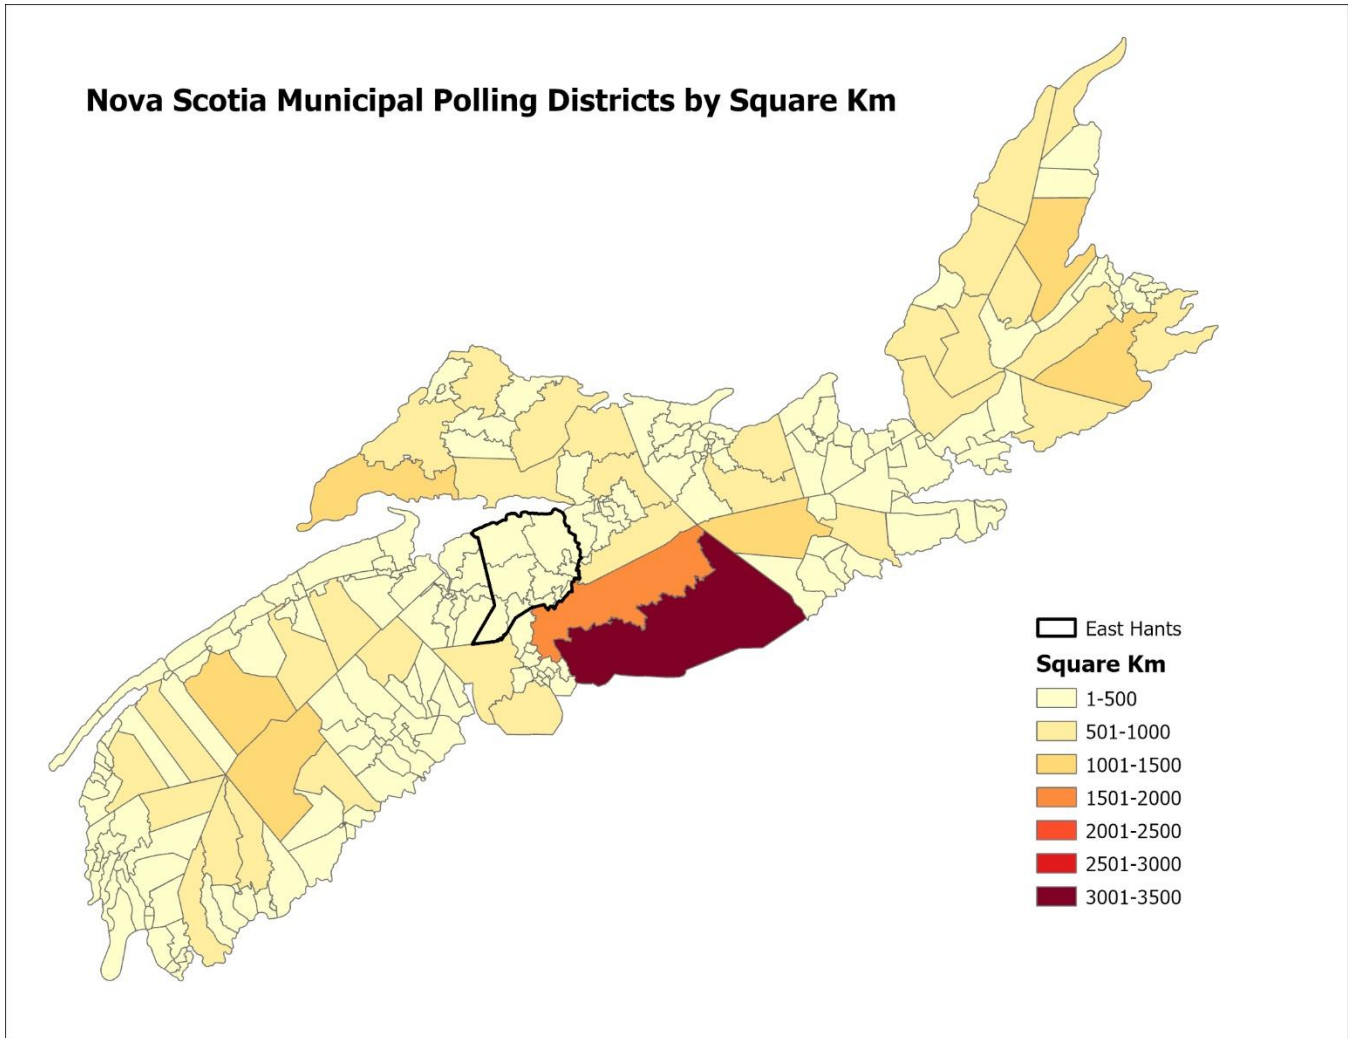 Nova Scotia Municipal Polling Districts by Square Km
East Hants
Square Km
1-500
501-1000
1001-1500
1501-2000
2001-2500
2501-3000
3001-3500